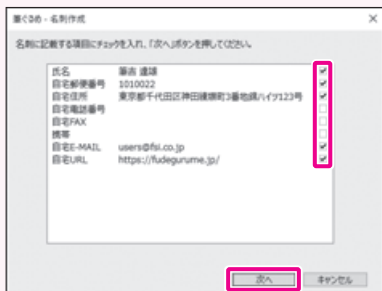 筆ぐるめ - 名刺作成
名刺に記載する項目にチェックを入れ、「次へ」ボタンを押してください。
氏名 筆吉 達雄
自宅郵便番号 1010022
自宅住所 東京都千代田区神田練塀町3番地錦ハイツ123号
自宅電話番号
自宅FAX
携帯
自宅E-MAIL users@fsi.co.jp
自宅URL https://fudegurume.jp/
次へ キャンセル